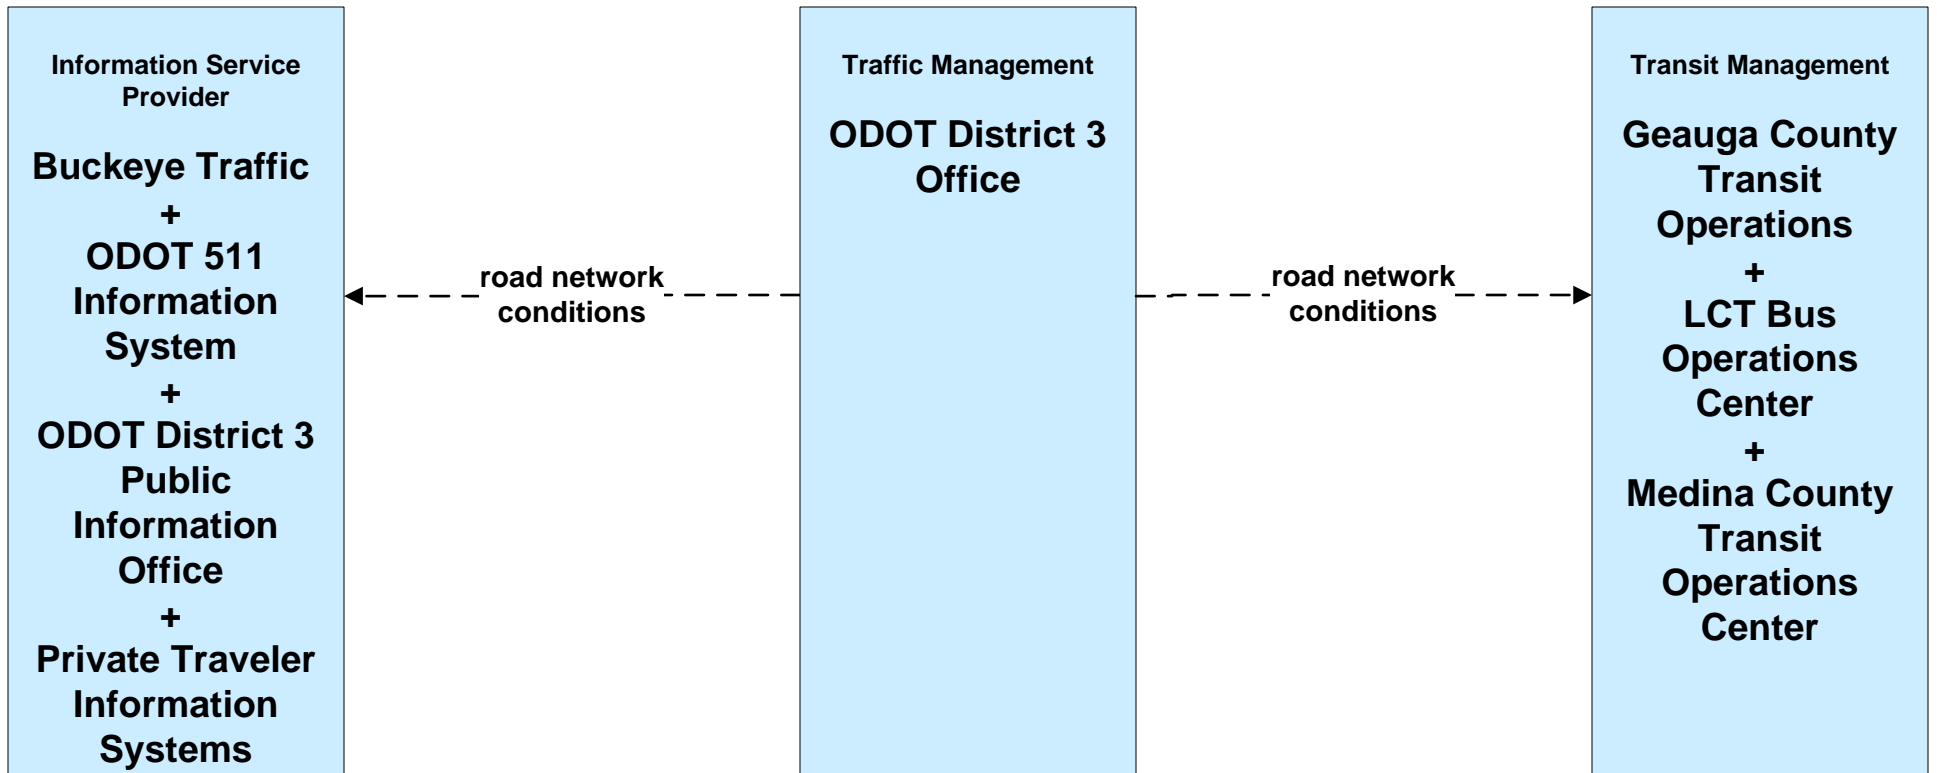 Information Service
Provider
Buckeye Traffic
+
ODOT 511
Information
System
+
ODOT District 3
Public
Information
Office
+
Private Traveler
Information
Systems
road network
conditions
Traffic Management
ODOT District 3
Office
road network
conditions
Transit Management
Geauga County
Transit
Operations
+
LCT Bus
Operations
Center
+
Medina County
Transit
Operations
Center